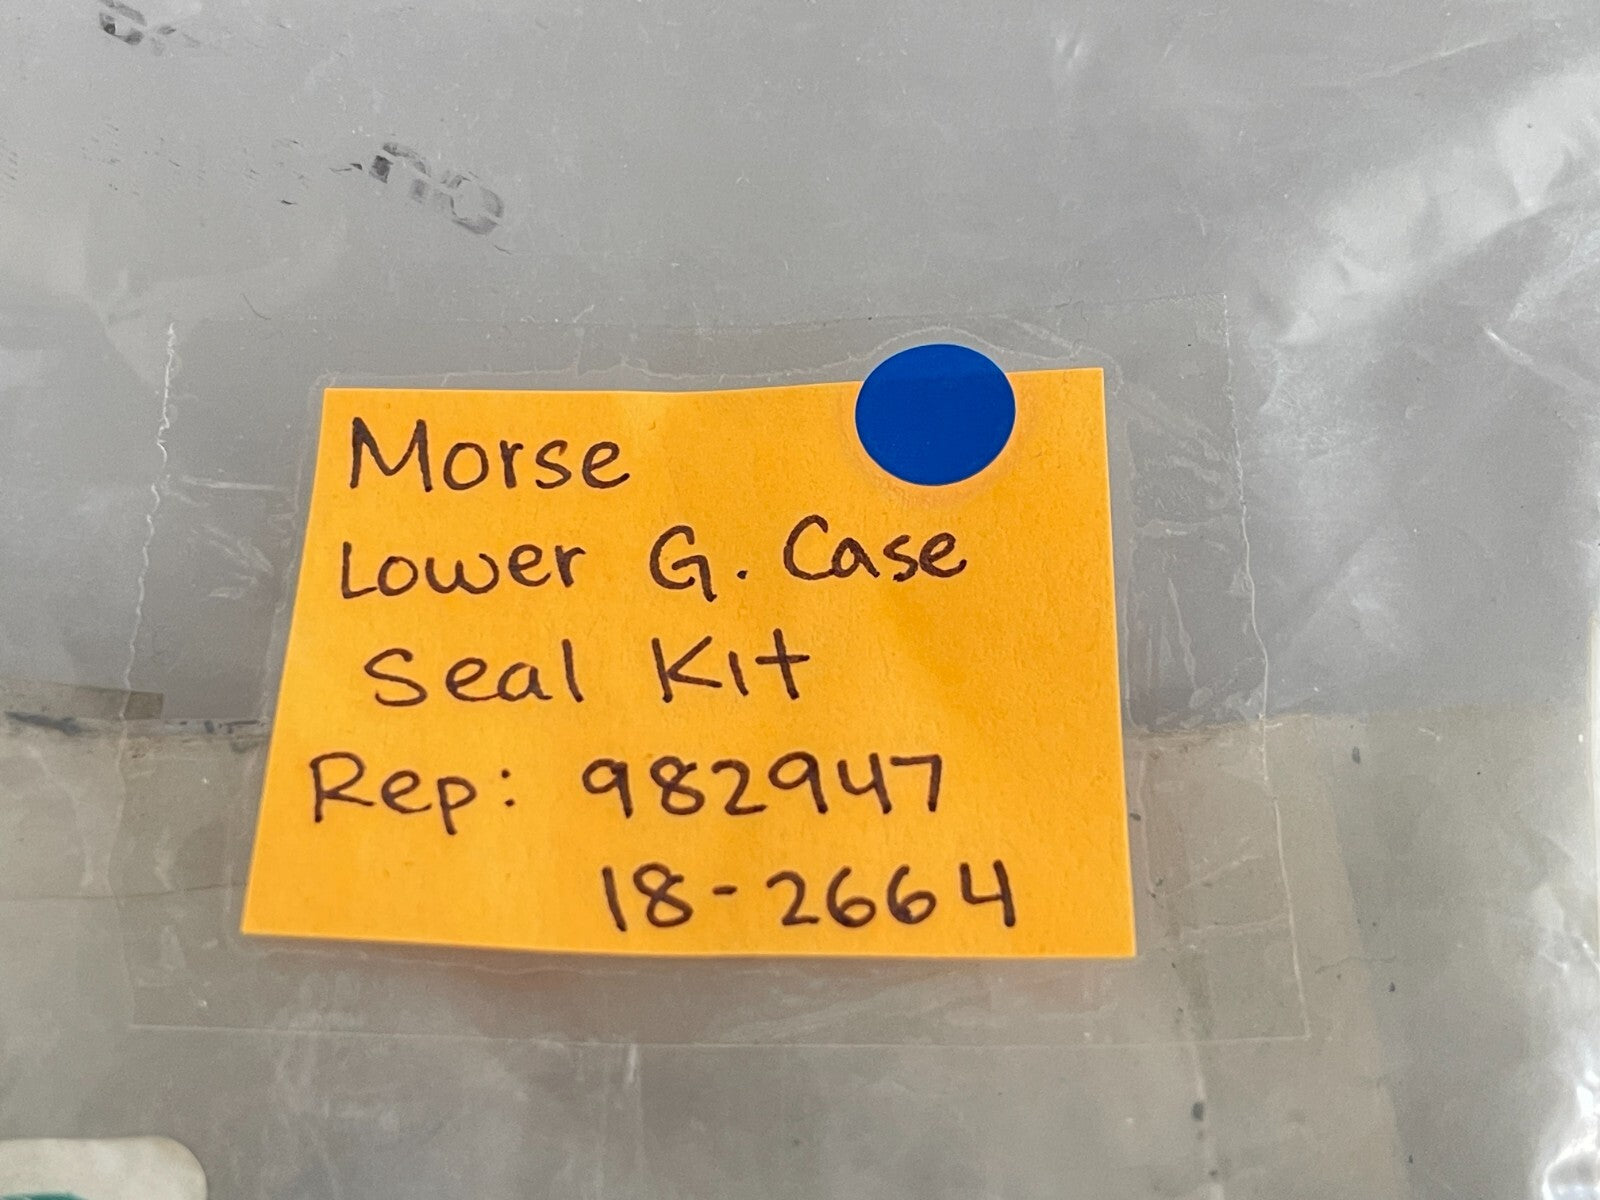 Morse
Lower G. Case
Seal Kit
Rep: 982947
18-2664